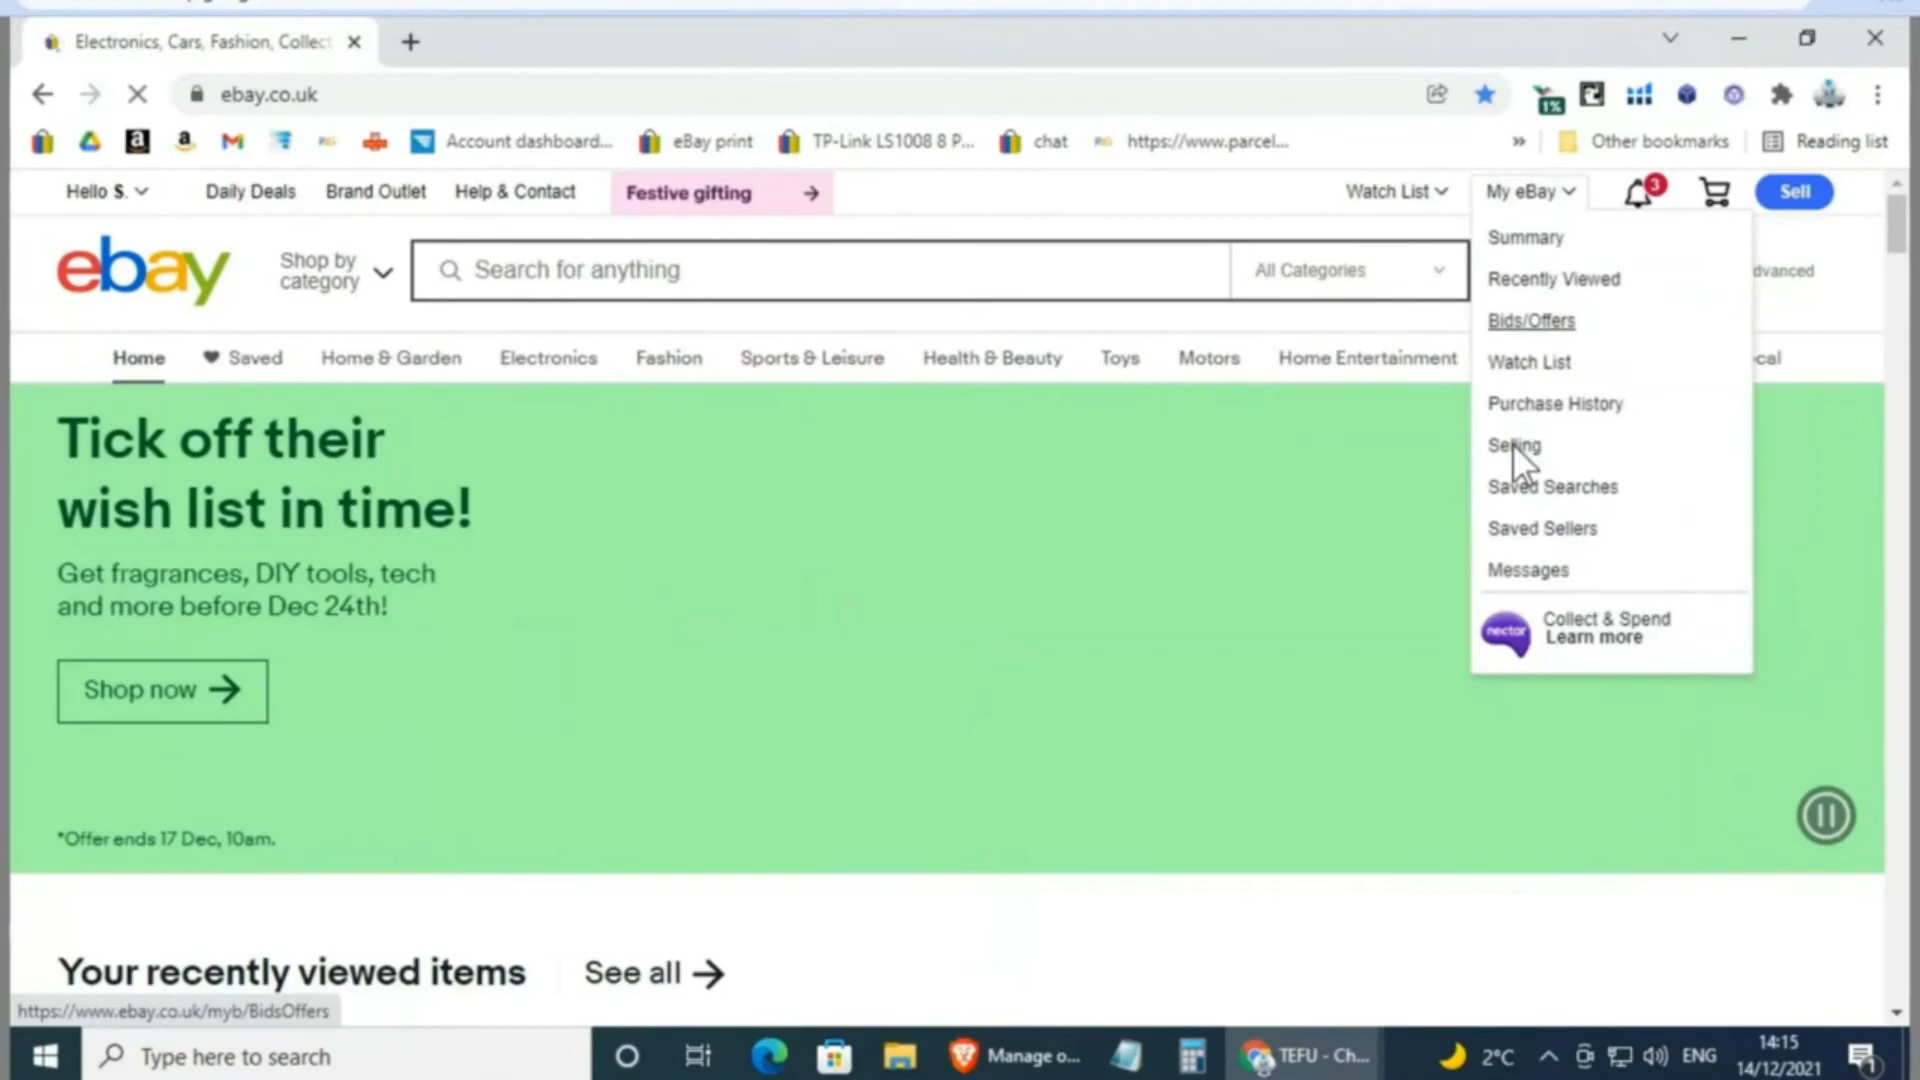 Electronics, Cars, Fashion, Collect
ebay.co.uk
1%
Account dashboard...
eBay print
TP-Link LS1008 8 P...
chat
https://www.parcel...
Other bookmarks
Reading list
Hello S.
Daily Deals
Brand Outlet
Help & Contact
Festive gifting
Watch List
My eBay
3
Sell
ebay
Shop by
category
Search for anything
All Categories
dvanced
Home
Saved
Home & Garden
Electronics
Fashion
Sports & Leisure
Health & Beauty
Toys
Motors
Home Entertainment
cal
Summary
Recently Viewed
Bids/Offers
Watch List
Purchase History
Selling
Saved Searches
Saved Sellers
Messages
nectar
Collect & Spend
Learn more
Tick off their
wish list in time!
Get fragrances, DIY tools, tech
and more before Dec 24th!
Shop now
*Offer ends 17 Dec, 10am.
Your recently viewed items
See all
https://www.ebay.co.uk/myb/BidsOffers
Type here to search
Manage o...
TEFU - Ch...
2°C
ENG
14:15
14/12/2021
1